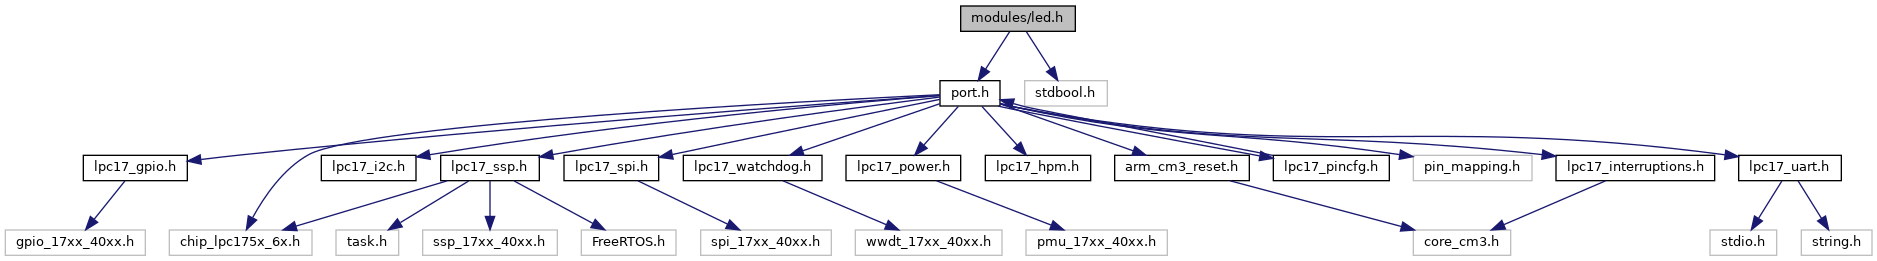 modules/led.h
port.h
stdbool.h
lpc17_gpio.h
lpc17_i2c.h
lpc17_ssp.h
lpc17_spi.h
lpc17_watchdog.h
lpc17_power.h
lpc17_hpm.h
arm_cm3_reset.h
lpc17_pincfg.h
pin_mapping.h
lpc17_interruptions.h
lpc17_uart.h
gpio_17xx_40xx.h
chip_lpc175x_6x.h
task.h
ssp_17xx_40xx.h
FreeRTOS.h
spi_17xx_40xx.h
wwdt_17xx_40xx.h
pmu_17xx_40xx.h
core_cm3.h
stdio.h
string.h